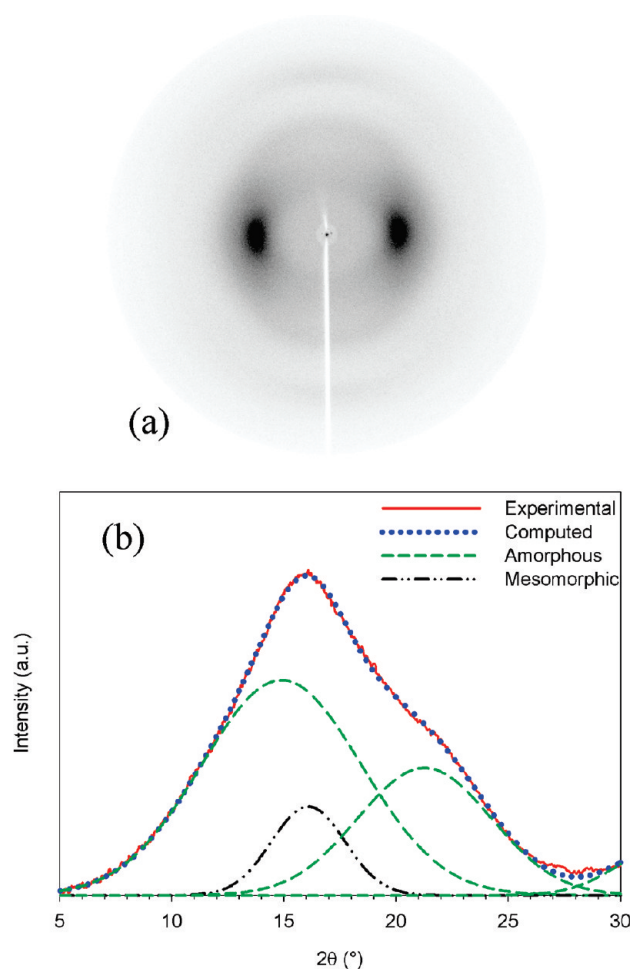 (a)
(b)
Experimental
Computed
Amorphous
Mesomorphic
Intensity (a.u.)
5 10 15 20 25 30
2θ (°)